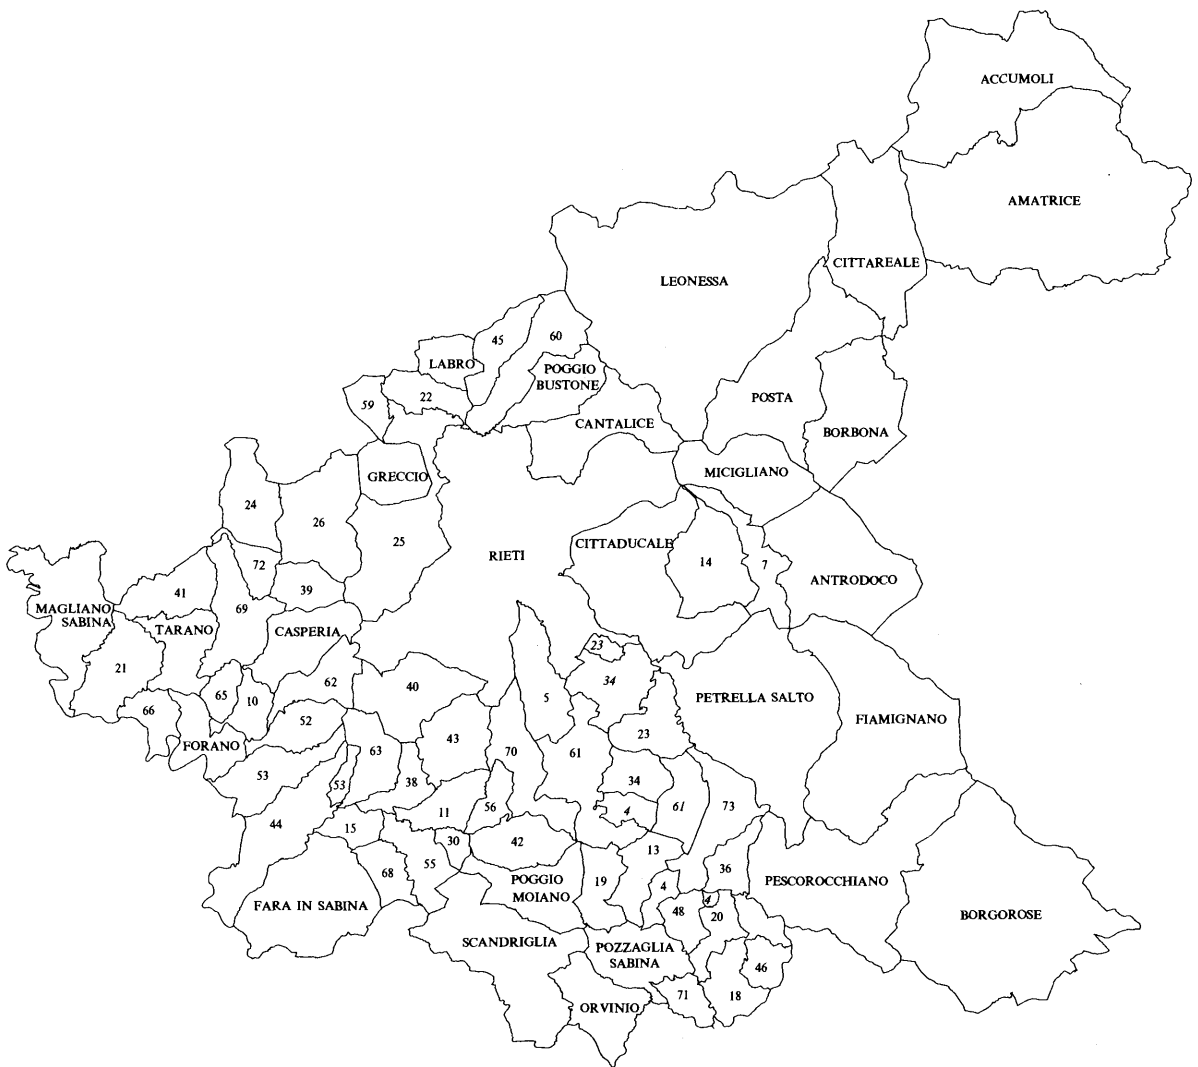 ACCUMOLI
AMATRICE
CITTAREALE
LEONESSA
45
60
LABRO
POGGIO
BUSTONE
59
22
POSTA
CANTALICE
BORBONA
GRECCIO
MICIGLIANO
24
26
25
RIETI
CITTADUCALE
14
7
ANTRODOCO
72
41
39
69
MAGLIANO
SABINA
TARANO
CASPERIA
23
21
34
62
40
65
10
5
PETRELLA SALTO
66
52
FIAMIGNANO
FORANO
63
43
70
61
23
53
53
38
34
56
4
61
73
44
11
15
30
42
13
55
68
36
POGGIO
MOIANO
19
4
PESCOROCCHIANO
FARA IN SABINA
4
48
20
BORGOROSE
SCANDRIGLIA
POZZAGLIA
SABINA
46
71
18
ORVINIO